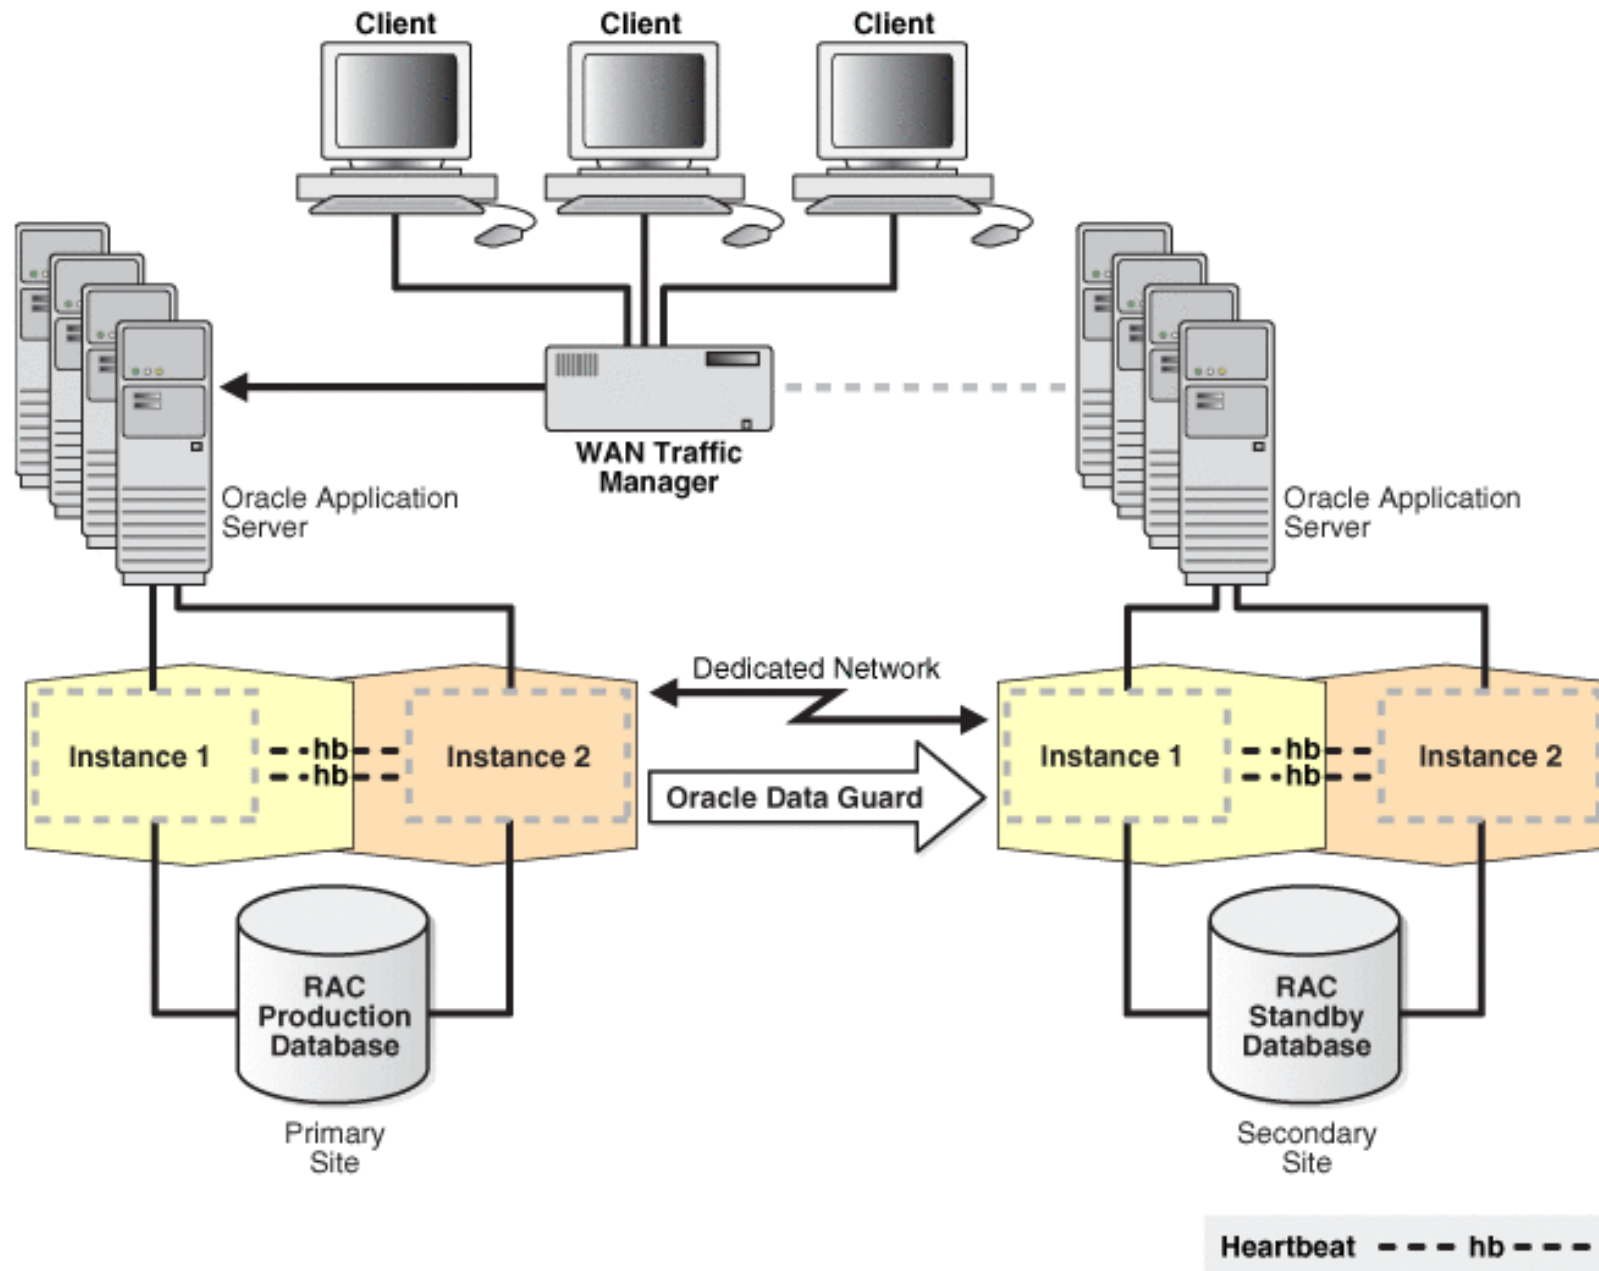 Client
Client
Client
WAN Traffic
Manager
Oracle Application
Server
Oracle Application
Server
Dedicated Network
Instance 1
hb
hb
Instance 2
Oracle Data Guard
Instance 1
hb
hb
Instance 2
RAC
Production
Database
RAC
Standby
Database
Primary
Site
Secondary
Site
Heartbeat hb